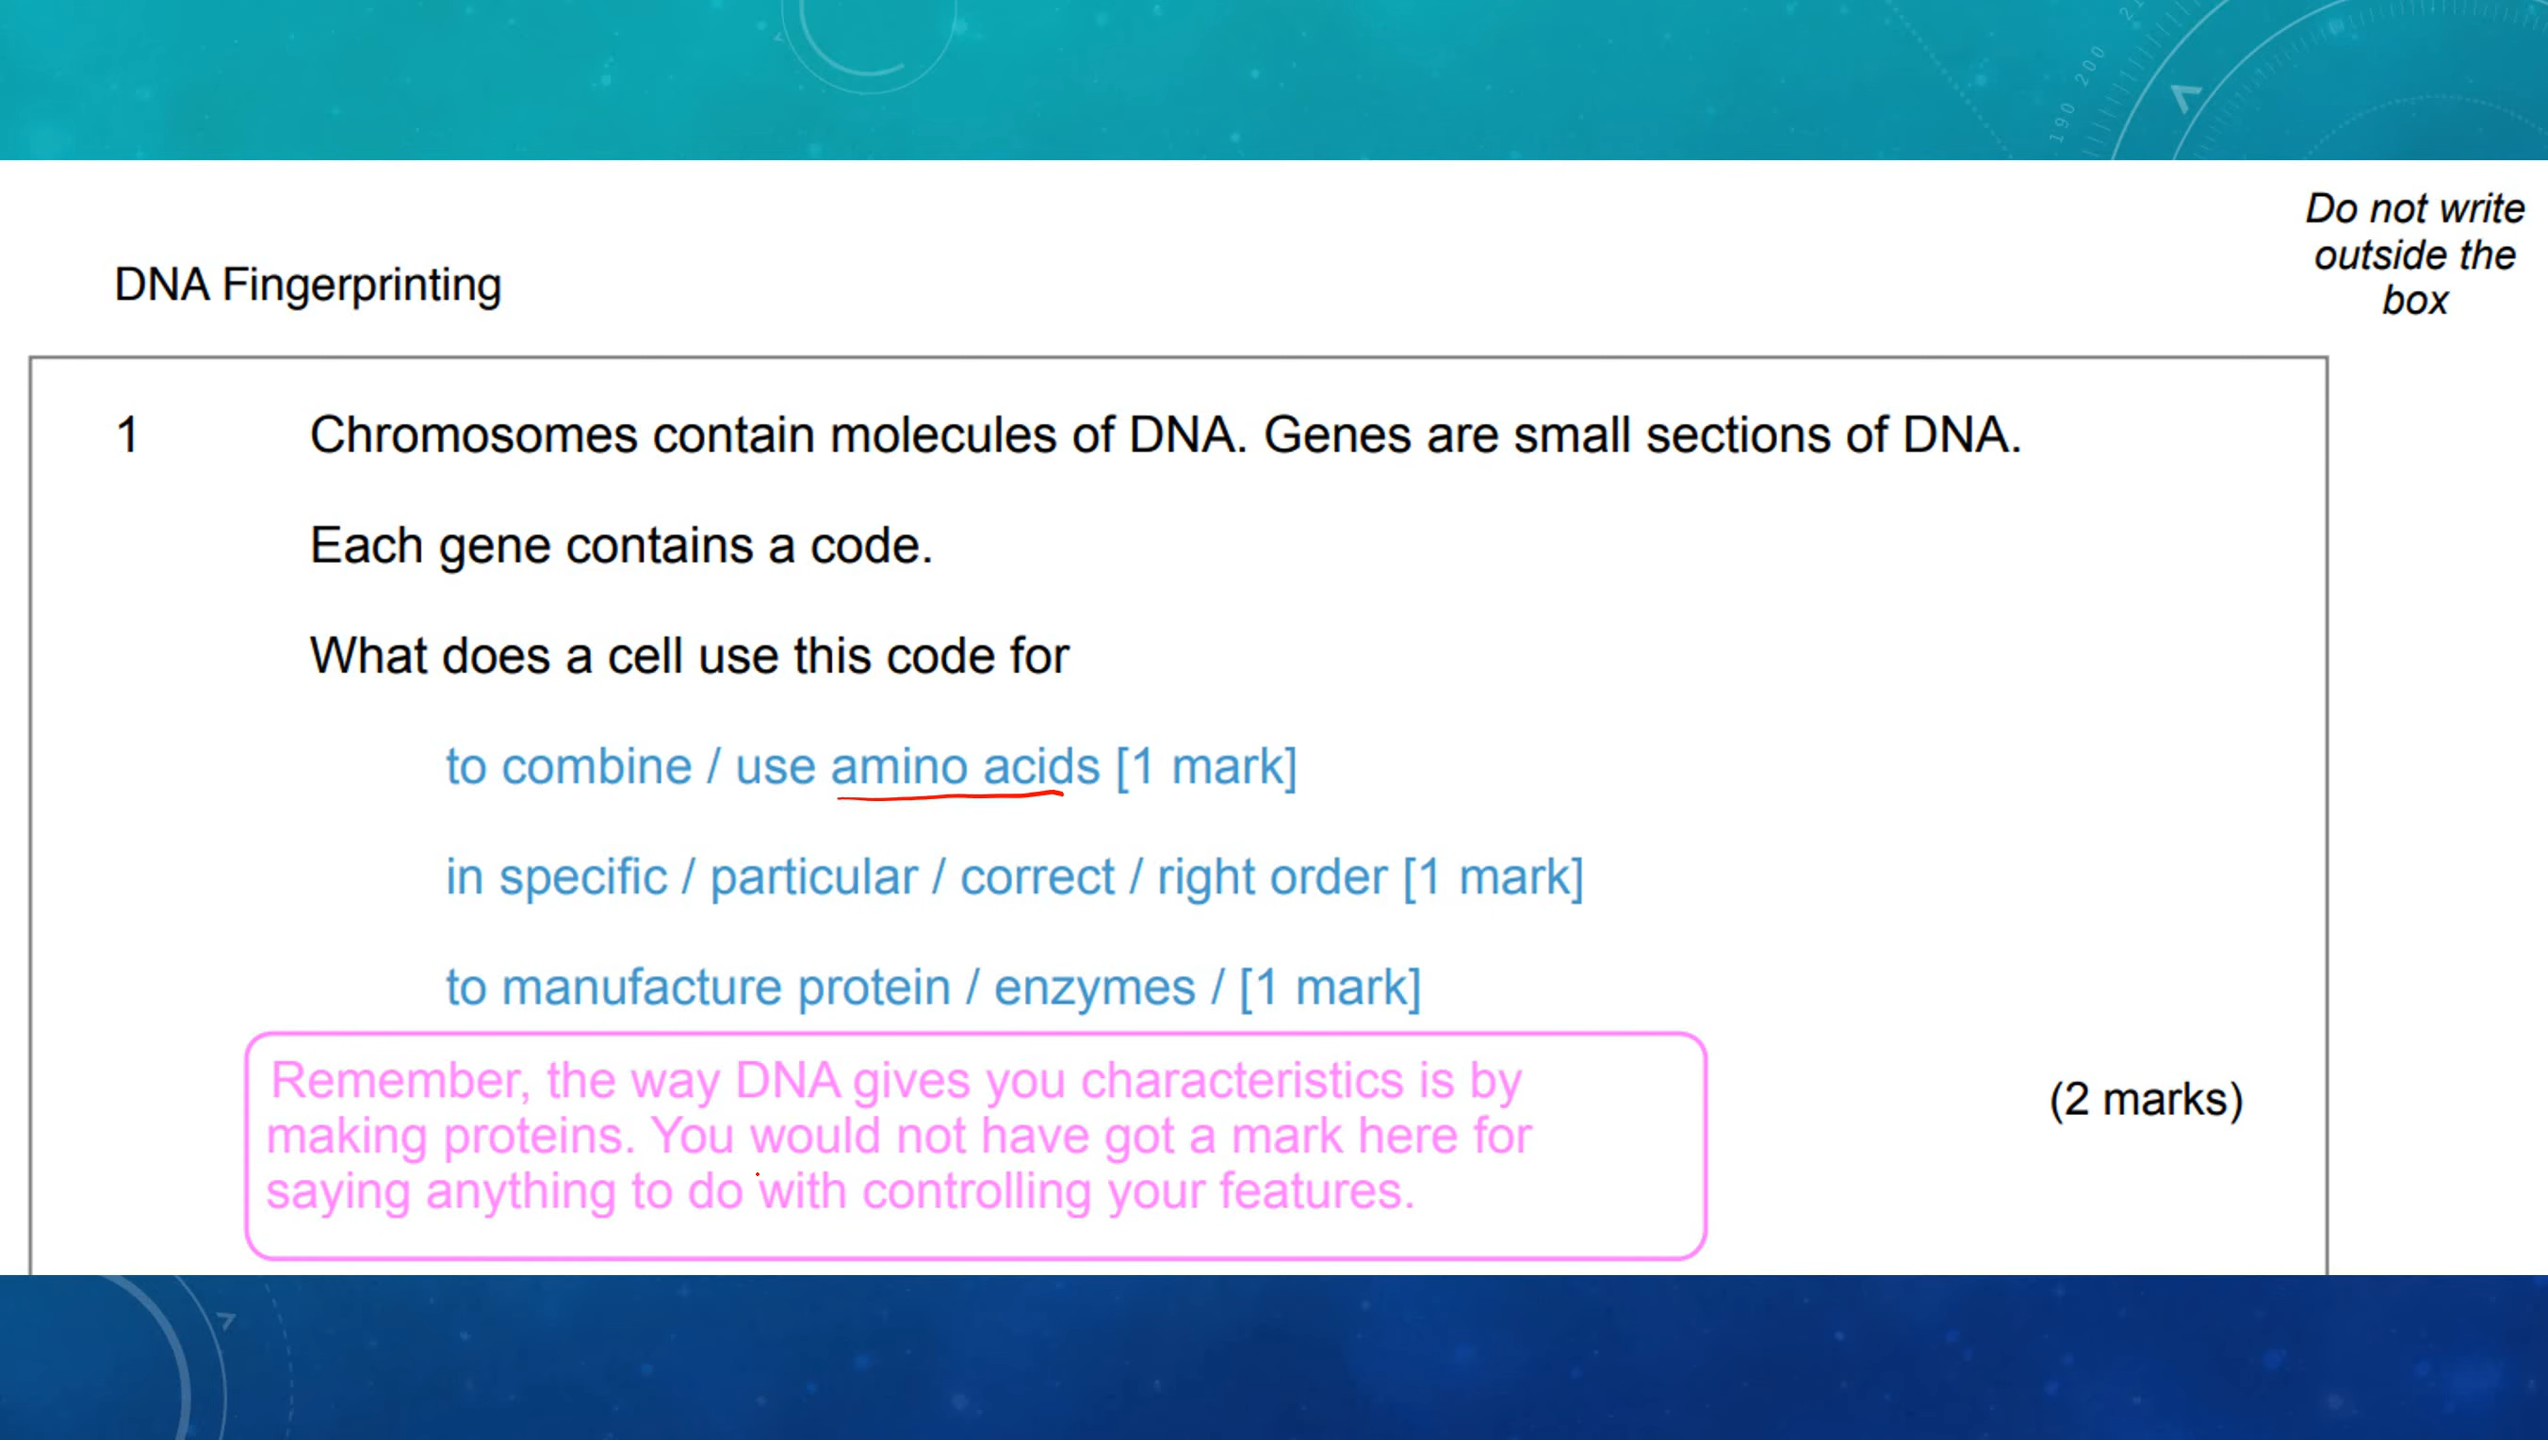 190 200 21
Do not write
outside the
box
DNA Fingerprinting
1 Chromosomes contain molecules of DNA. Genes are small sections of DNA.
Each gene contains a code.
What does a cell use this code for
to combine / use amino acids [1 mark]
in specific / particular / correct / right order [1 mark]
to manufacture protein / enzymes / [1 mark]
Remember, the way DNA gives you characteristics is by
making proteins. You would not have got a mark here for
saying anything to do with controlling your features.
(2 marks)